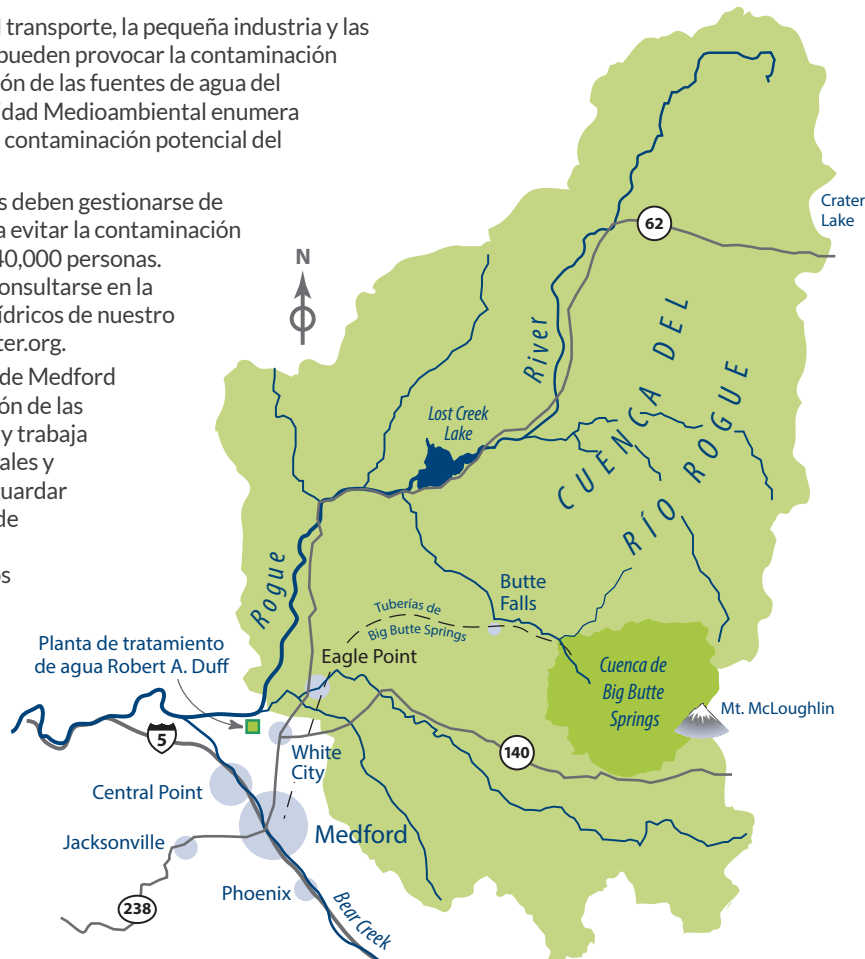 l transporte, la pequeña industria y las
pueden provocar la contaminación
ón de las fuentes de agua del
idad Medioambiental enumera
contaminación potencial del
s deben gestionarse de
a evitar la contaminación
40,000 personas.
onsultarse en la
ídricos de nuestro
ter.org.
de Medford
ón de las
y trabaja
ales y
guardar
de
os
N
Crater
Lake
62
River
Lost Creek
Lake
CUENCA DEL
RÍO ROGUE
Rogue
Butte
Falls
Tuberías de
Big Butte Springs
Planta de tratamiento
de agua Robert A. Duff
Eagle Point
Cuenca de
Big Butte
Springs
Mt. McLoughlin
5
White
City
140
Central Point
Medford
Jacksonville
Phoenix
238
Bear Creek